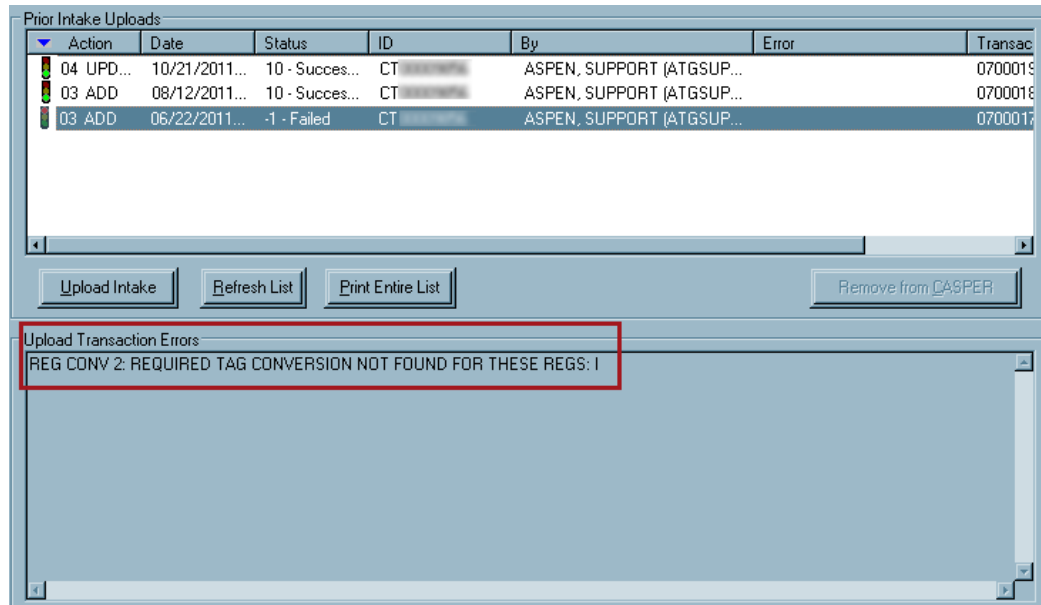 Prior Intake Uploads
Action Date Status ID By Error Transac
04 UPD... 10/21/2011... 10 - Succes... CT ASPEN, SUPPORT (ATGSUP... 0700019
03 ADD 08/12/2011... 10 - Succes... CT ASPEN, SUPPORT (ATGSUP... 0700018
03 ADD 06/22/2011... -1 - Failed CT ASPEN, SUPPORT (ATGSUP... 0700017
Upload Intake Refresh List Print Entire List Remove from CASPER
Upload Transaction Errors
REG CONV 2: REQUIRED TAG CONVERSION NOT FOUND FOR THESE REGS: I